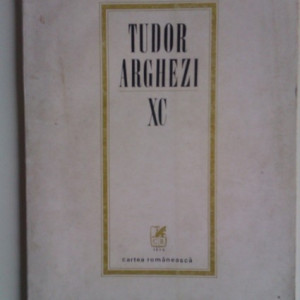 TUDOR
ARGHEZI
XC
cartea românească